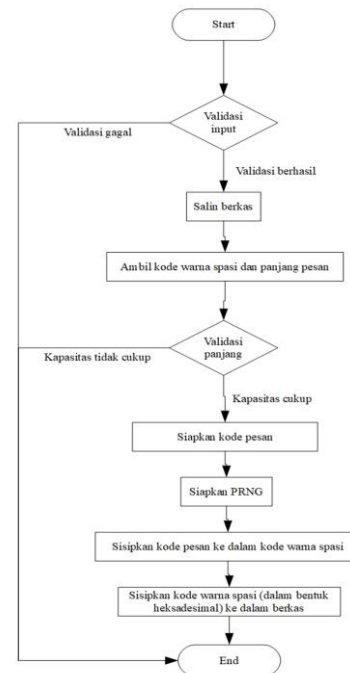 Start
Validasi
input
Validasi gagal
Validasi berhasil
Salin berkas
Ambil kode warna spasi dan panjang pesan
Validasi
panjang
Kapasitas tidak cukup
Kapasitas cukup
Siapkan kode pesan
Siapkan PRNG
Sisipkan kode pesan ke dalam kode warna spasi
Sisipkan kode warna spasi (dalam bentuk
heksadesimal) ke dalam berkas
End